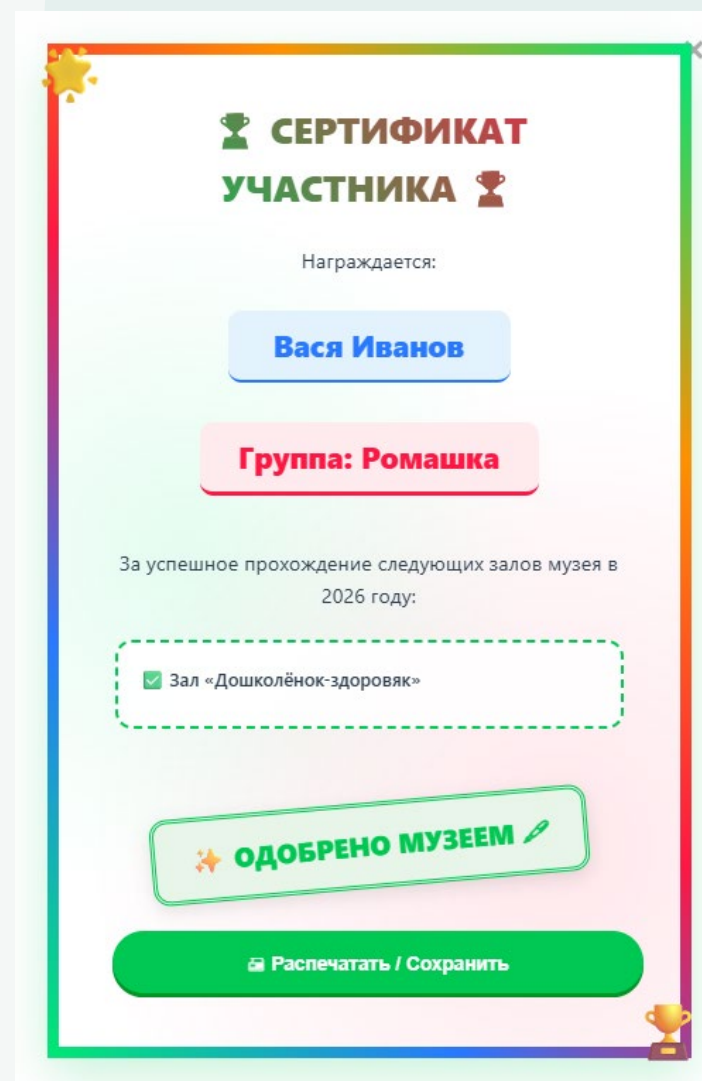 🏆 СЕРТИФИКАТ
УЧАСТНИКА 🏆
Награждается:
Вася Иванов
Группа: Ромашка
За успешное прохождение следующих залов музея в
2026 году:
✅ Зал «Дошколёнок-здоровяк»
✨ ОДОБРЕНО МУЗЕЕМ 🖋
🖨 Распечатать / Сохранить